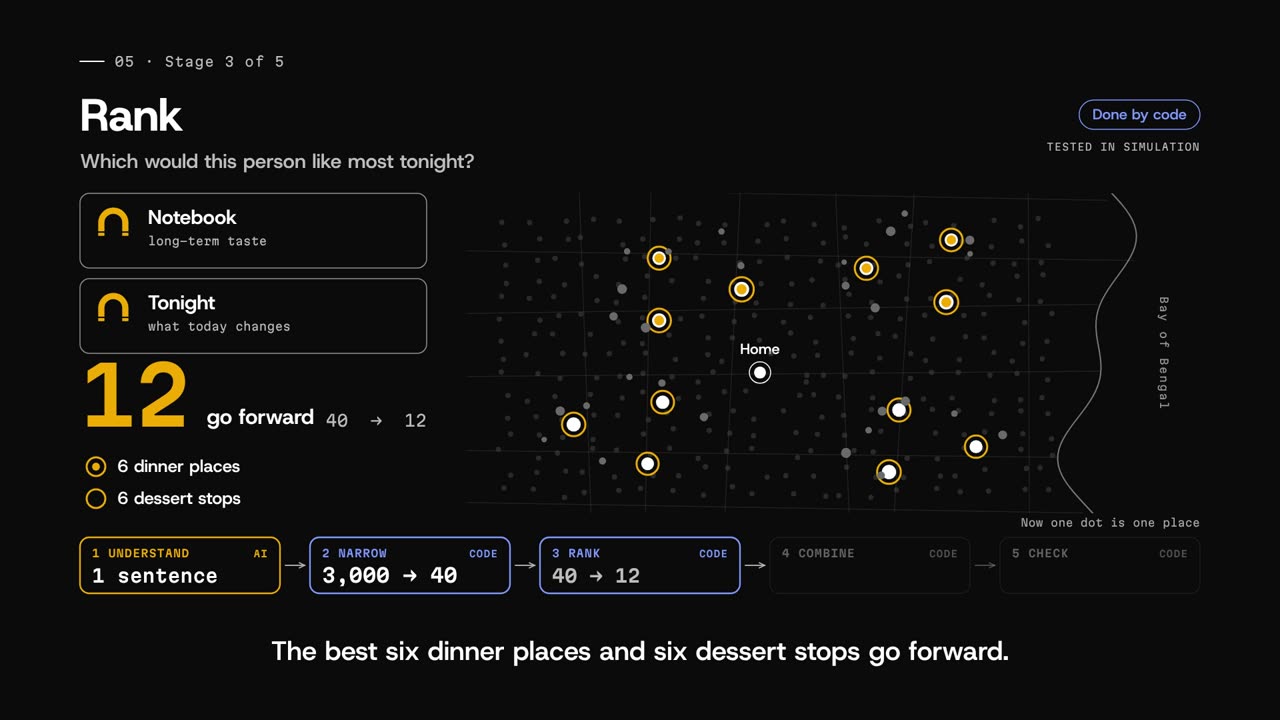 05 · Stage 3 of 5
Rank
Which would this person like most tonight?
Done by code
TESTED IN SIMULATION
Notebook
long-term taste
Tonight
what today changes
12 go forward 40 → 12
6 dinner places
6 dessert stops
Home
Bay of Bengal
Now one dot is one place
1 UNDERSTAND AI
1 sentence
2 NARROW CODE
3,000 → 40
3 RANK CODE
40 → 12
4 COMBINE CODE
5 CHECK CODE
The best six dinner places and six dessert stops go forward.